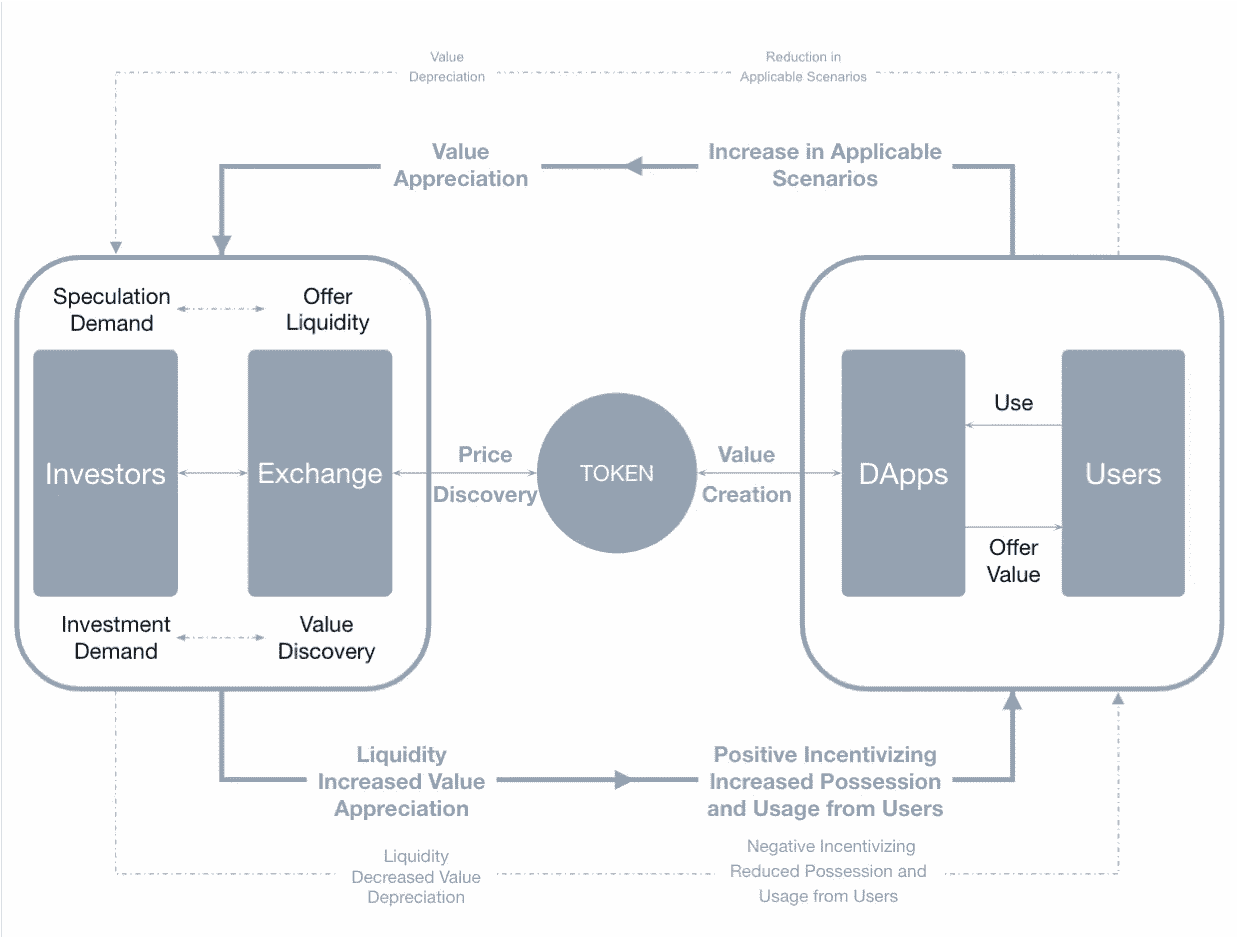 Value
Depreciation
Reduction in
Applicable Scenarios
Value
Appreciation
Increase in Applicable
Scenarios
Speculation
Demand
Offer
Liquidity
Investors
Exchange
Investment
Demand
Value
Discovery
Price
Discovery
TOKEN
Value
Creation
DApps
Use
Offer
Value
Users
Liquidity
Increased Value
Appreciation
Positive Incentivizing
Increased Possession
and Usage from Users
Liquidity
Decreased Value
Depreciation
Negative Incentivizing
Reduced Possession and
Usage from Users